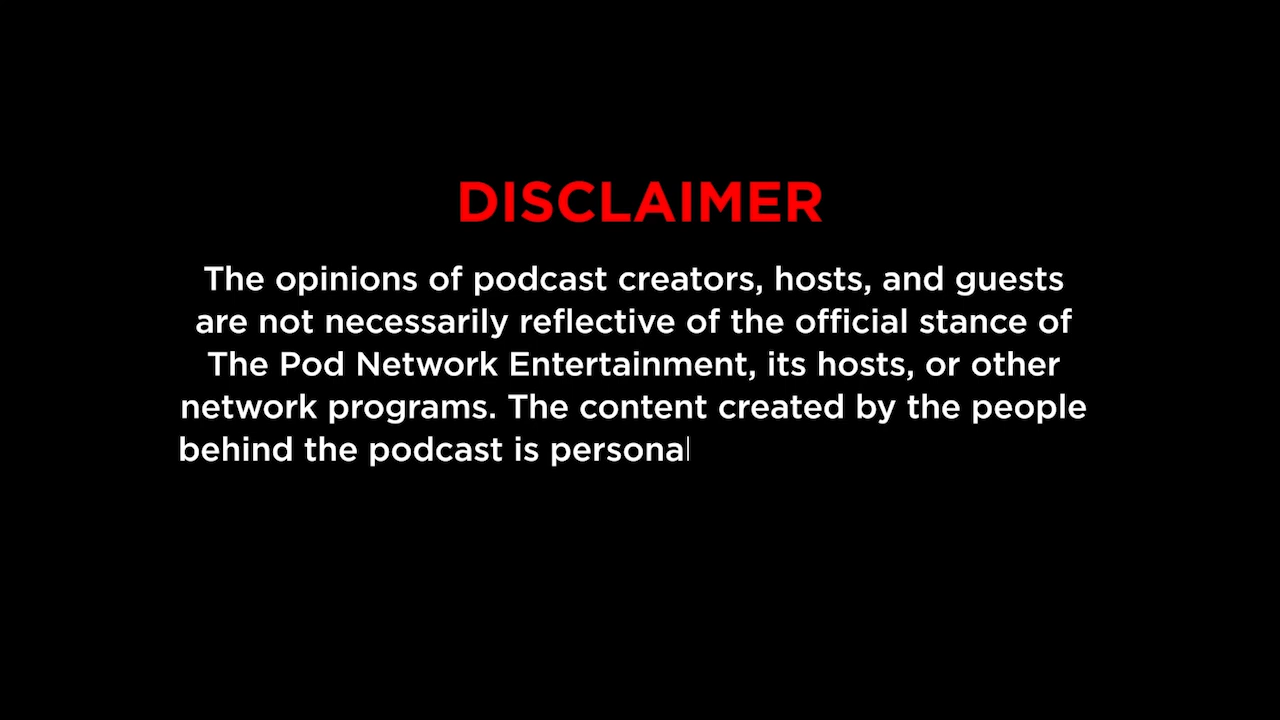 DISCLAIMER
The opinions of podcast creators, hosts, and guests
are not necessarily reflective of the official stance of
The Pod Network Entertainment, its hosts, or other
network programs. The content created by the people
behind the podcast is personal